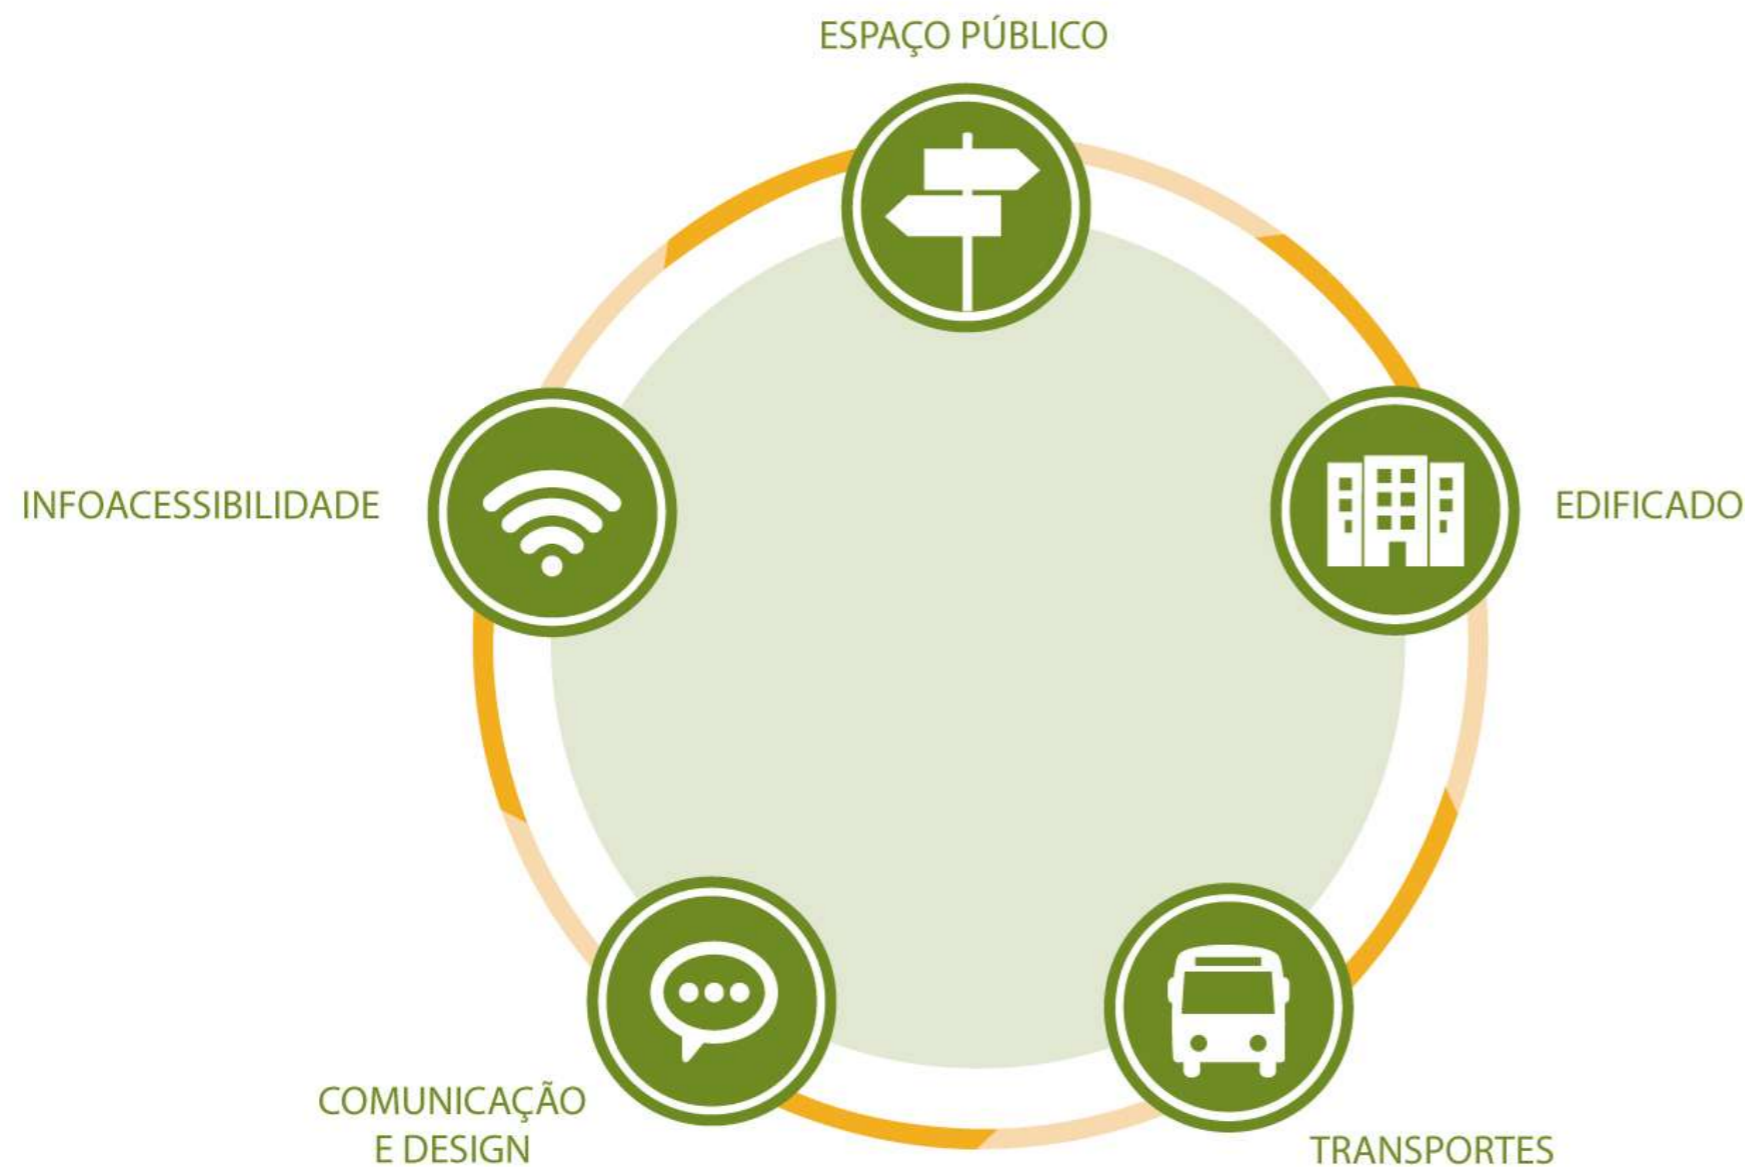 ESPAÇO PÚBLICO
INFOACESSIBILIDADE
EDIFICADO
COMUNICAÇÃO
E DESIGN
TRANSPORTES